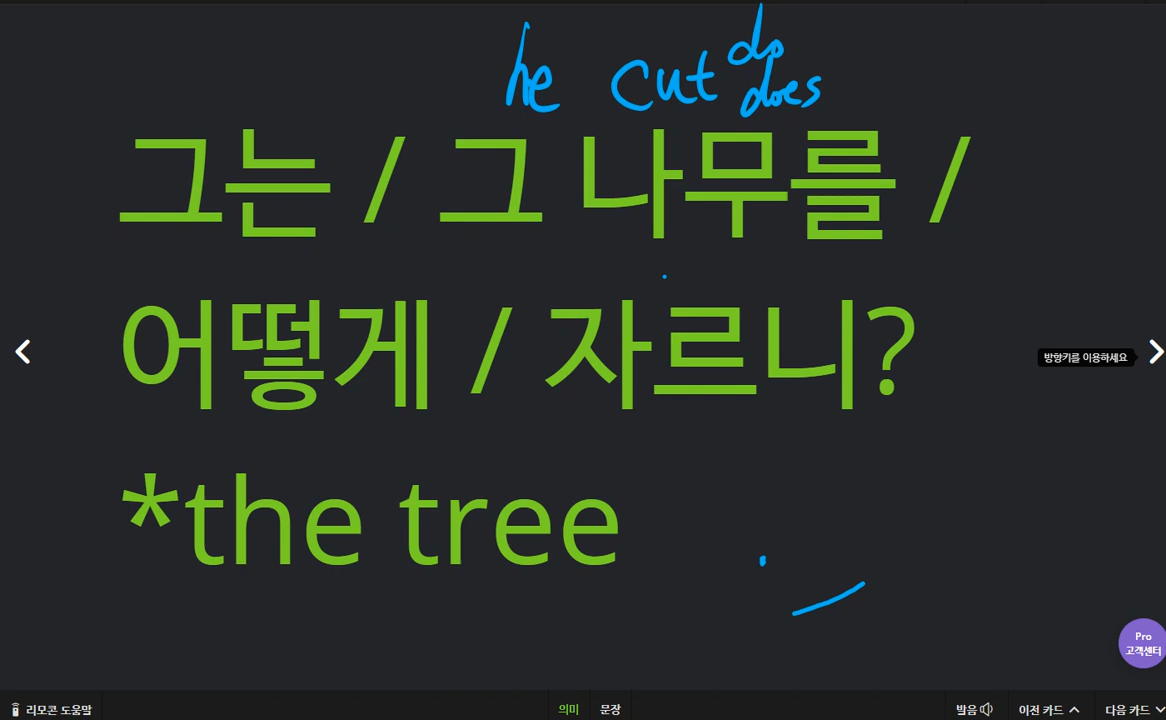 do
he cut does
그는 / 그 나무를 /
어떻게 / 자르니?
*the tree
방향키를 이용하세요
Pro
고객센터
리모콘 도움말 의미 문장 발음 이전 카드 다음 카드